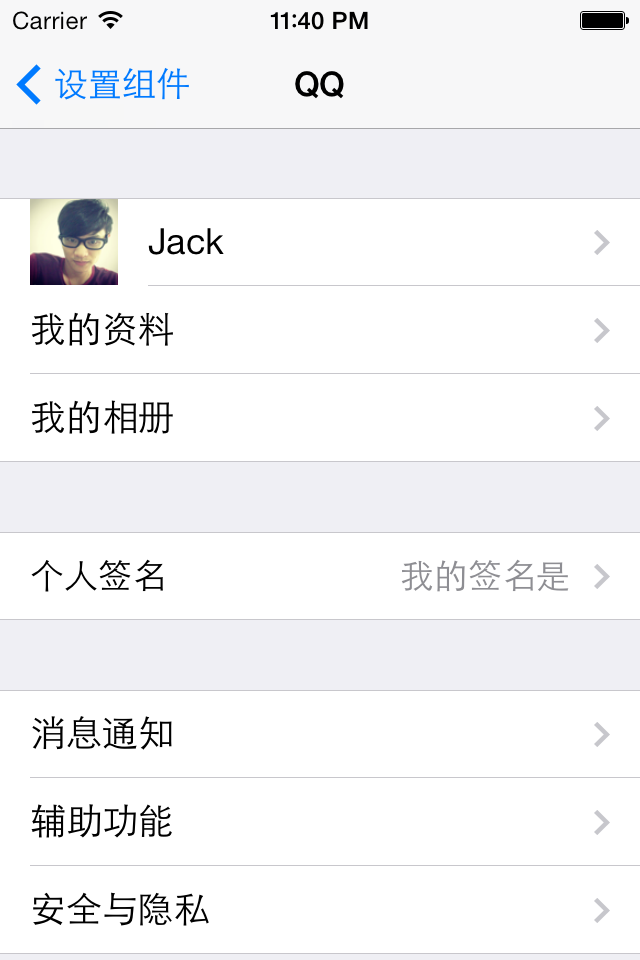 Carrier 11:40 PM
设置组件 QQ
Jack
我的资料
我的相册
个人签名 我的签名是
消息通知
辅助功能
安全与隐私